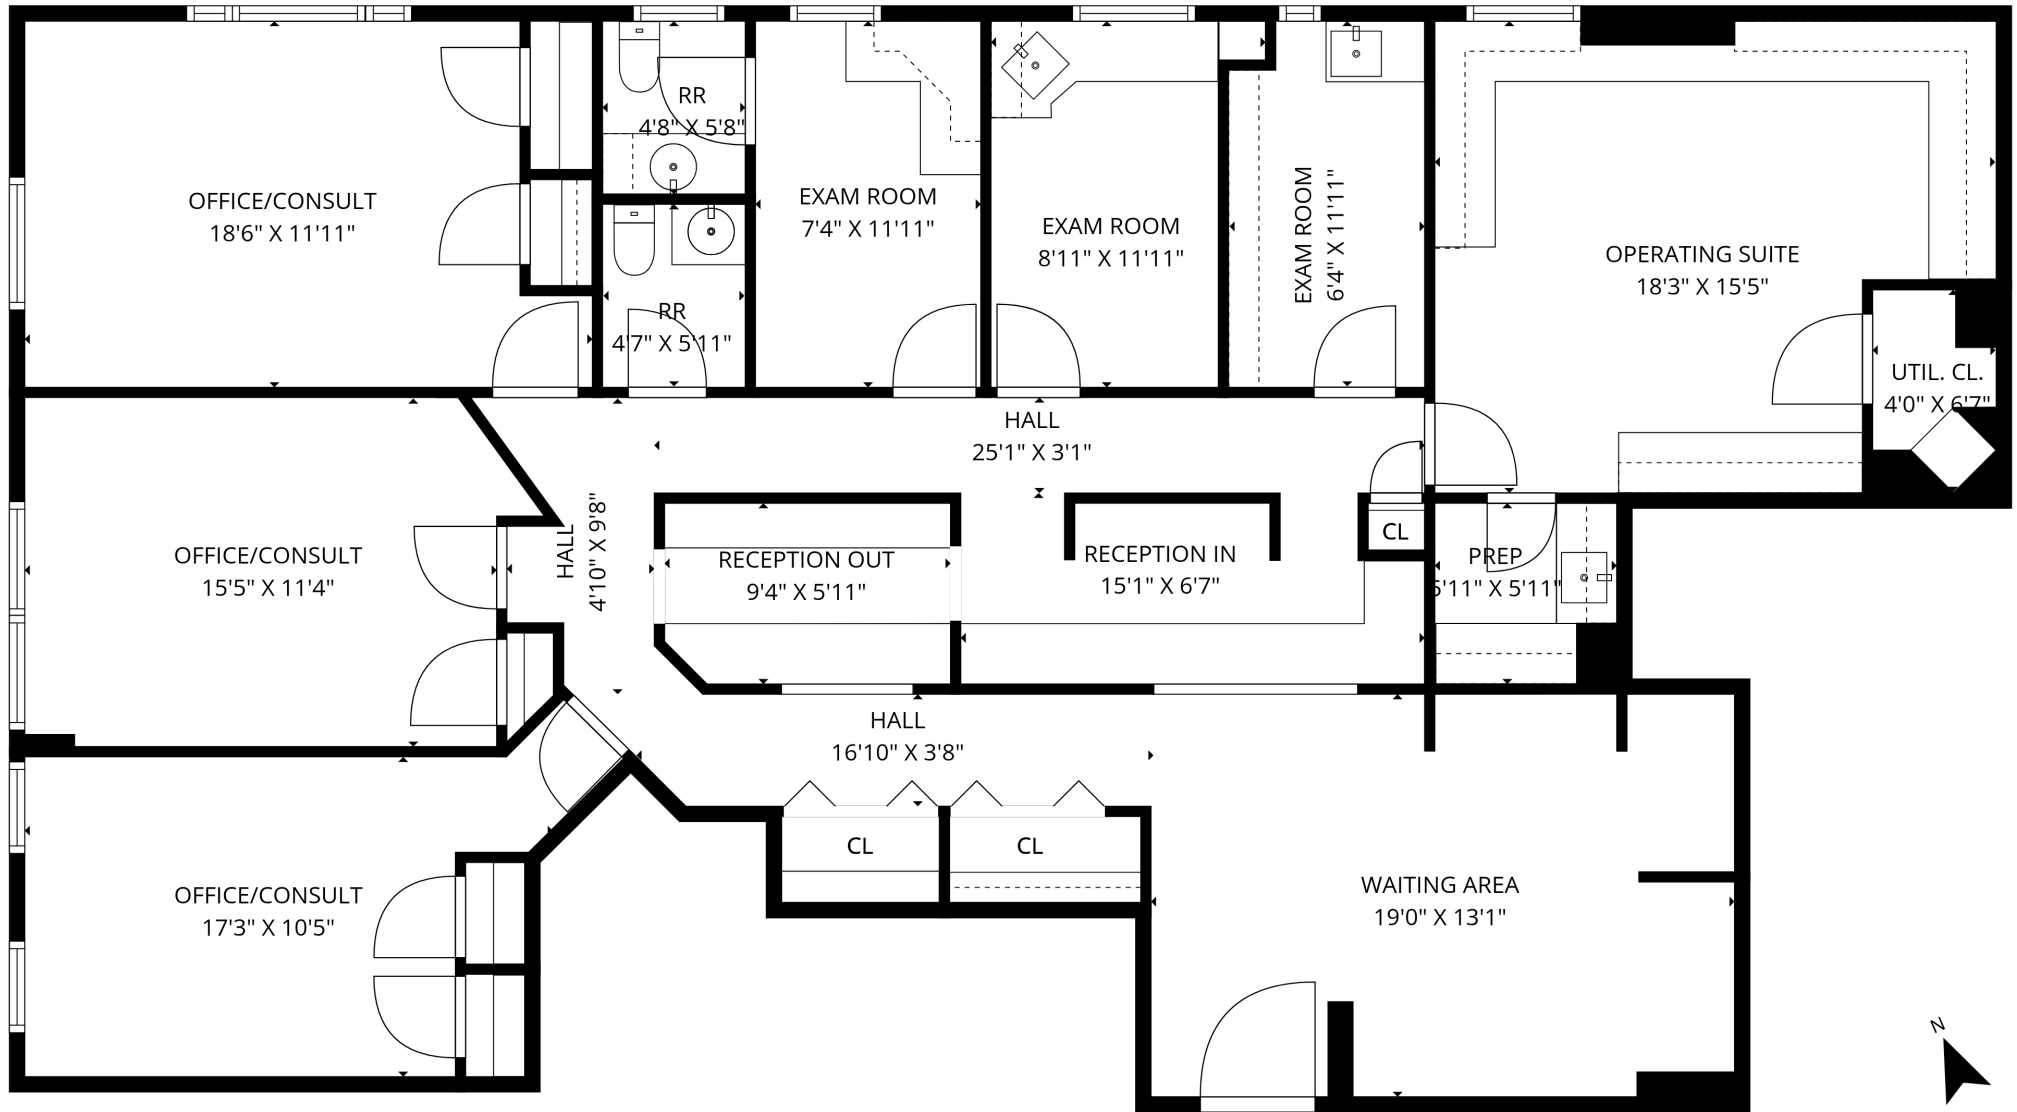 RR
4'8" X 5'8"
OFFICE/CONSULT
18'6" X 11'11"
EXAM ROOM
7'4" X 11'11"
EXAM ROOM
8'11" X 11'11"
EXAM ROOM
6'4" X 11'11"
OPERATING SUITE
18'3" X 15'5"
RR
4'7" X 5'11"
UTIL. CL.
4'0" X 6'7"
HALL
25'1" X 3'1"
OFFICE/CONSULT
15'5" X 11'4"
HALL
4'10" X 9'8"
RECEPTION OUT
9'4" X 5'11"
RECEPTION IN
15'1" X 6'7"
CL
PREP
5'11" X 5'11"
HALL
16'10" X 3'8"
CL
CL
OFFICE/CONSULT
17'3" X 10'5"
WAITING AREA
19'0" X 13'1"
N